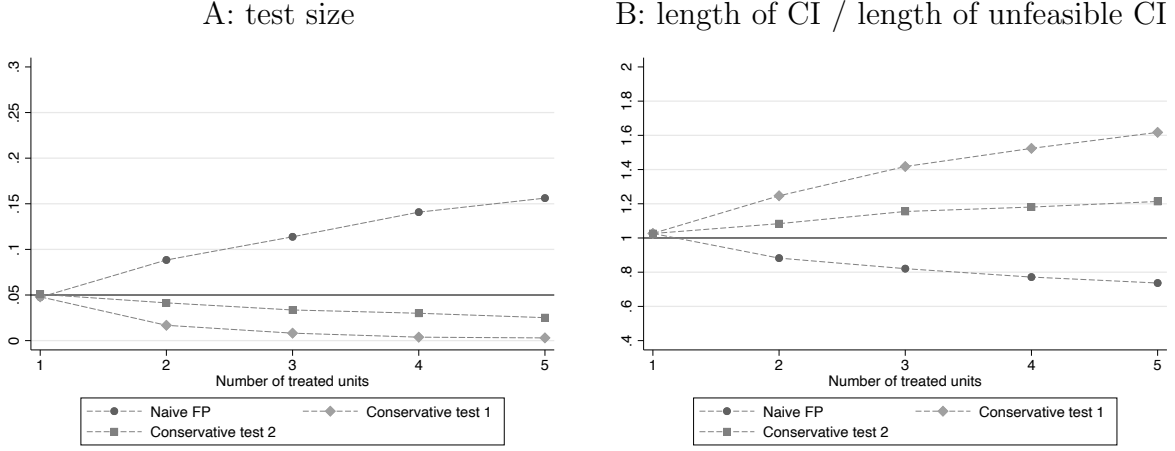 A: test size
.3
.25
.2
.15
.1
.05
0
1 2 3 4 5
Number of treated units
Naive FP Conservative test 1
Conservative test 2
B: length of CI / length of unfeasible CI
2
1.8
1.6
1.4
1.2
1
.8
.6
.4
1 2 3 4 5
Number of treated units
Naive FP Conservative test 1
Conservative test 2